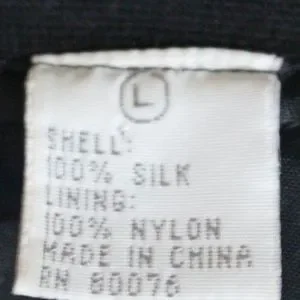 L
SHELL:
100% SILK
LINING:
100% NYLON
MADE IN CHINA
RN 80076